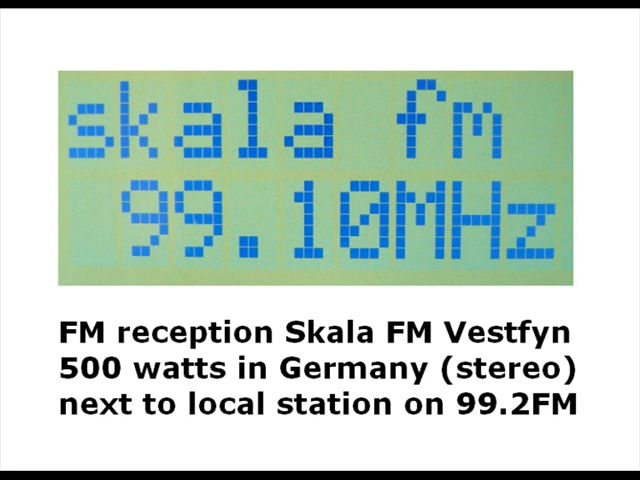 skala fm
99.10MHz
FM reception Skala FM Vestfyn
500 watts in Germany (stereo)
next to local station on 99.2FM